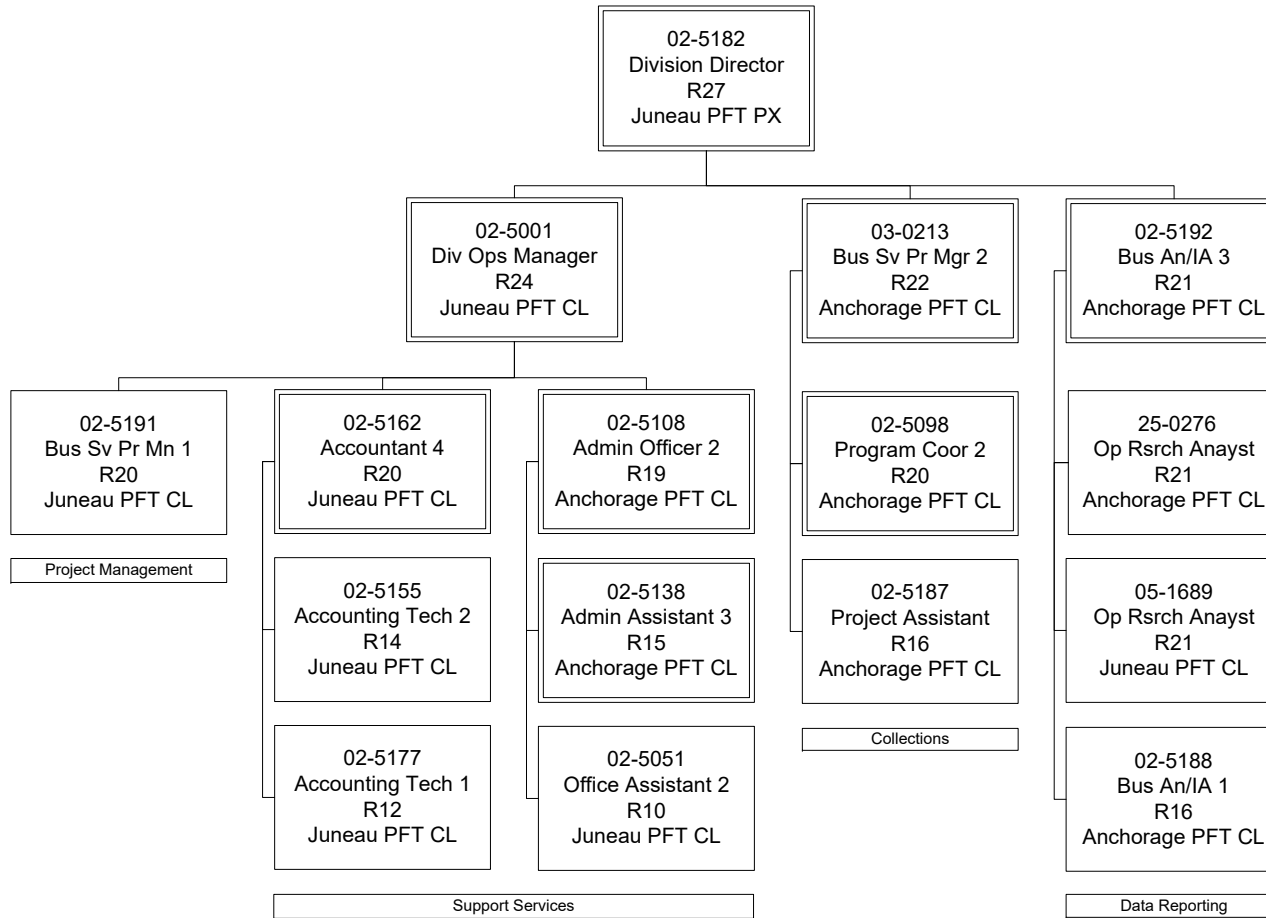 02-5182
Division Director
R27
Juneau PFT PX
02-5001
Div Ops Manager
R24
Juneau PFT CL
03-0213
Bus Sv Pr Mgr 2
R22
Anchorage PFT CL
02-5192
Bus An/IA 3
R21
Anchorage PFT CL
02-5191
Bus Sv Pr Mn 1
R20
Juneau PFT CL
02-5162
Accountant 4
R20
Juneau PFT CL
02-5108
Admin Officer 2
R19
Anchorage PFT CL
02-5098
Program Coor 2
R20
Anchorage PFT CL
25-0276
Op Rsrch Anayst
R21
Anchorage PFT CL
Project Management
02-5155
Accounting Tech 2
R14
Juneau PFT CL
02-5138
Admin Assistant 3
R15
Anchorage PFT CL
02-5187
Project Assistant
R16
Anchorage PFT CL
05-1689
Op Rsrch Anayst
R21
Juneau PFT CL
02-5177
Accounting Tech 1
R12
Juneau PFT CL
02-5051
Office Assistant 2
R10
Juneau PFT CL
Collections
02-5188
Bus An/IA 1
R16
Anchorage PFT CL
Support Services
Data Reporting